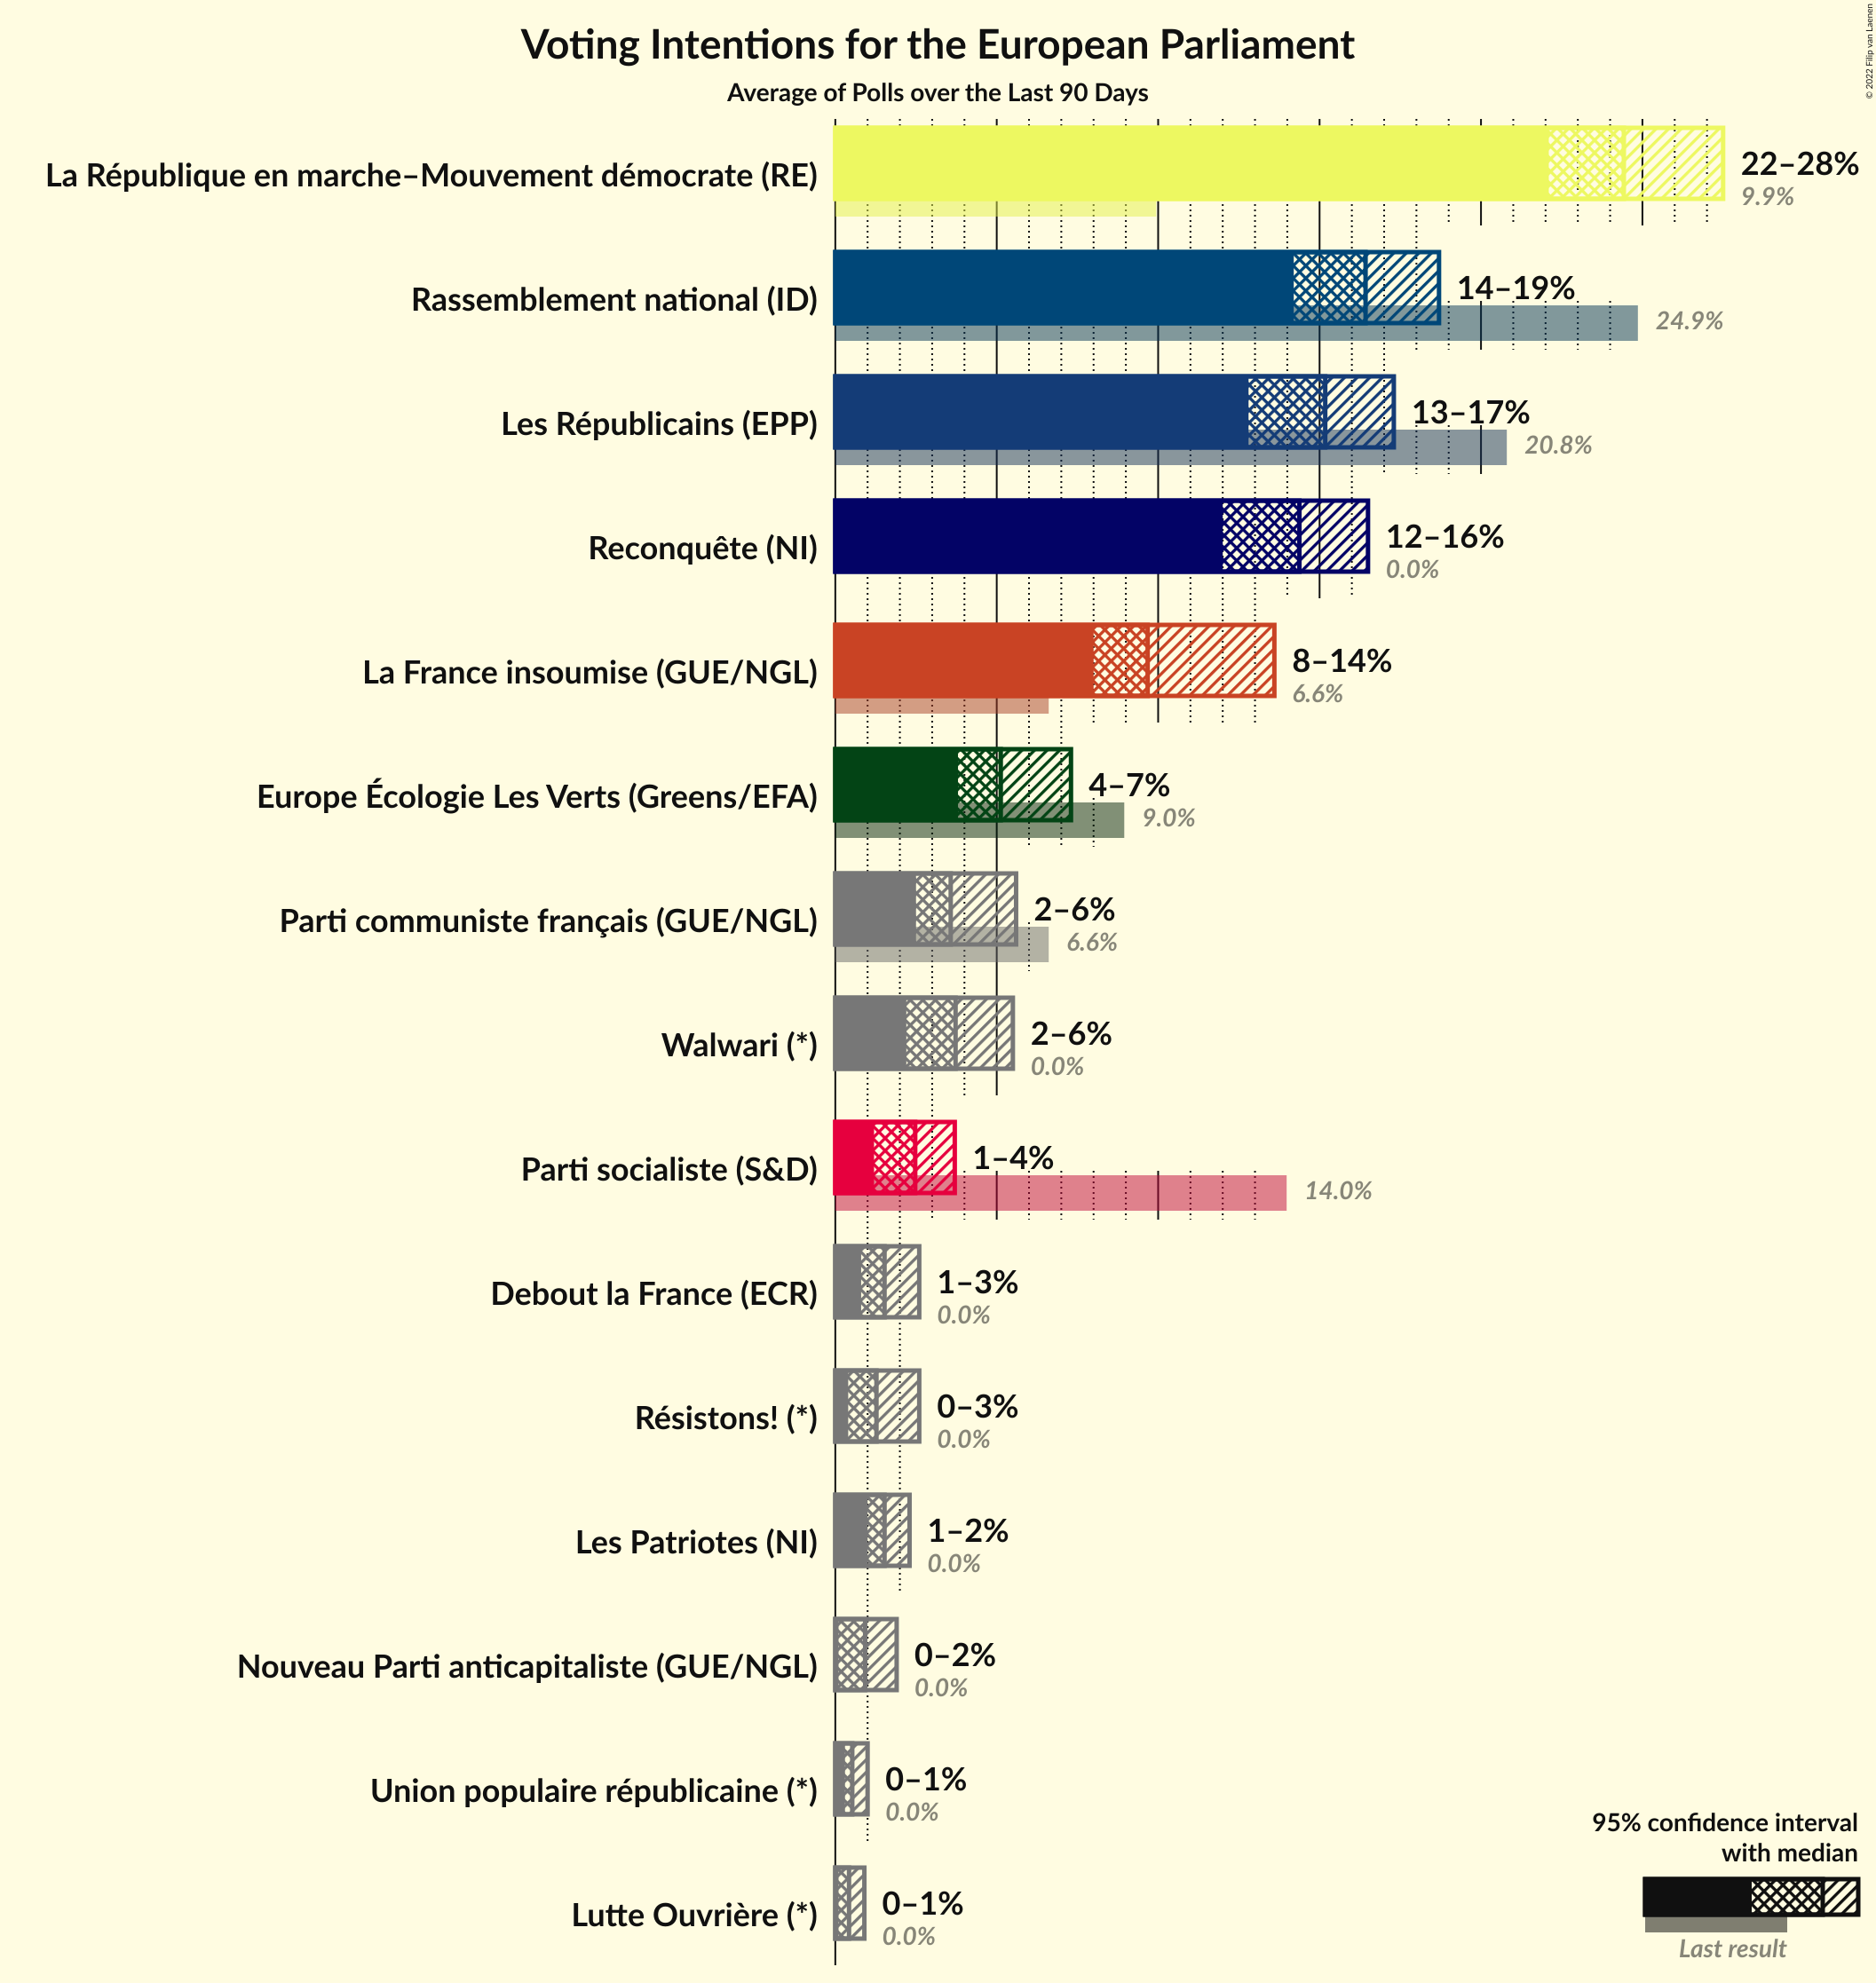 © 2022 Filip van Laenen
Voting Intentions for the European Parliament
Average of Polls over the Last 90 Days
La République en marche–Mouvement démocrate (RE)
22–28%
9.9%
Rassemblement national (ID)
14–19%
24.9%
Les Républicains (EPP)
13–17%
20.8%
Reconquête (NI)
12–16%
0.0%
La France insoumise (GUE/NGL)
8–14%
6.6%
Europe Écologie Les Verts (Greens/EFA)
4–7%
9.0%
Parti communiste français (GUE/NGL)
2–6%
6.6%
Walwari (*)
2–6%
0.0%
Parti socialiste (S&D)
1–4%
14.0%
Debout la France (ECR)
1–3%
0.0%
Résistons! (*)
0–3%
0.0%
Les Patriotes (NI)
1–2%
0.0%
Nouveau Parti anticapitaliste (GUE/NGL)
0–2%
0.0%
Union populaire républicaine (*)
0–1%
0.0%
Lutte Ouvrière (*)
0–1%
0.0%
95% confidence interval
with median
Last result